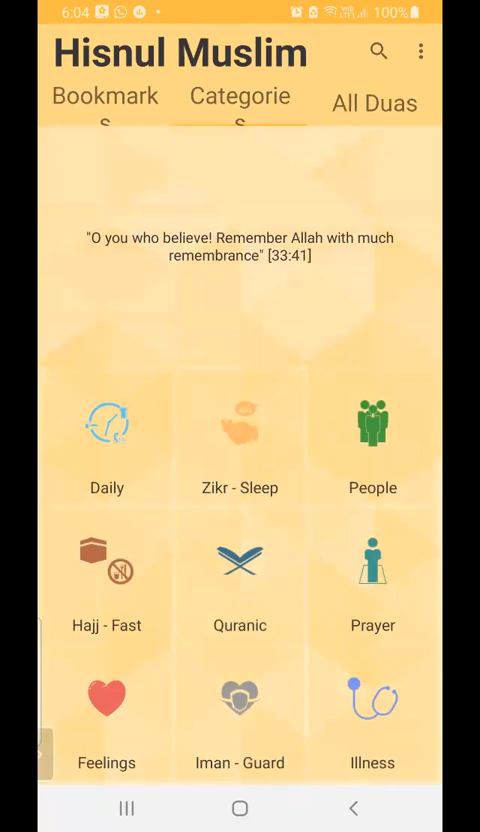 6:04
100%
Hisnul Muslim
Bookmark
s
Categorie
s
All Duas
"O you who believe! Remember Allah with much
remembrance" [33:41]
Daily
Zikr - Sleep
People
Hajj - Fast
Quranic
Prayer
Feelings
Iman - Guard
Illness